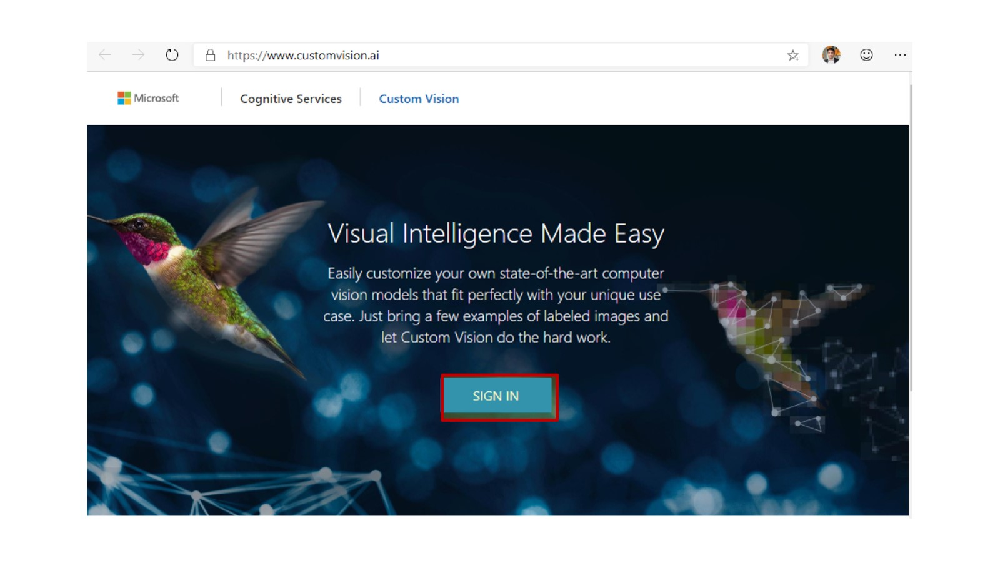 https://www.customvision.ai
Microsoft
Cognitive Services
Custom Vision
Visual Intelligence Made Easy
Easily customize your own state-of-the-art computer
vision models that fit perfectly with your unique use
case. Just bring a few examples of labeled images and
let Custom Vision do the hard work.
SIGN IN